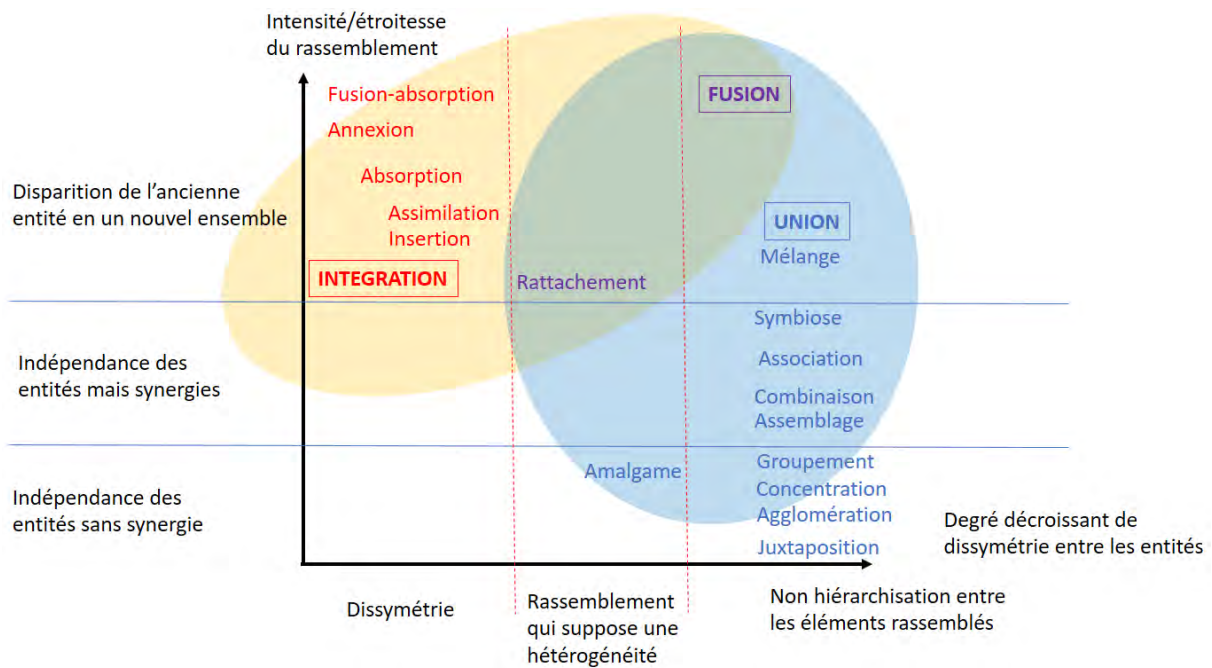 Intensité/étroitesse
du rassemblement
Fusion-absorption
FUSION
Annexion
Absorption
Disparition de l'ancienne
entité en un nouvel ensemble
Assimilation
Insertion
UNION
Mélange
INTEGRATION
Rattachement
Symbiose
Indépendance des
entités mais synergies
Association
Combinaison
Assemblage
Amalgame
Groupement
Concentration
Agglomération
Indépendance des
entités sans synergie
Juxtaposition
Degré décroissant de
dissymétrie entre les entités
Dissymétrie
Rassemblement
qui suppose une
hétérogénéité
Non hiérarchisation entre
les éléments rassemblés